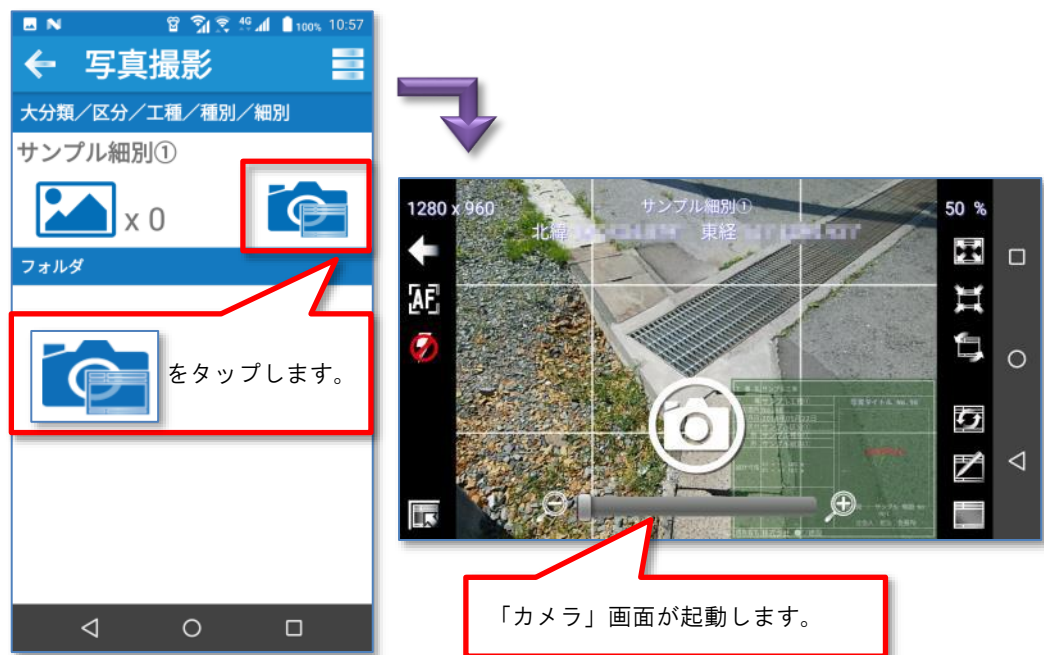 100% 10:57
写真撮影
大分類／区分／工種／種別／細別
サンプル細別①
x 0
フォルダ
をタップします。
1280 x 960
サンプル細別①
50 %
北緯
東経
AF
「カメラ」画面が起動します。